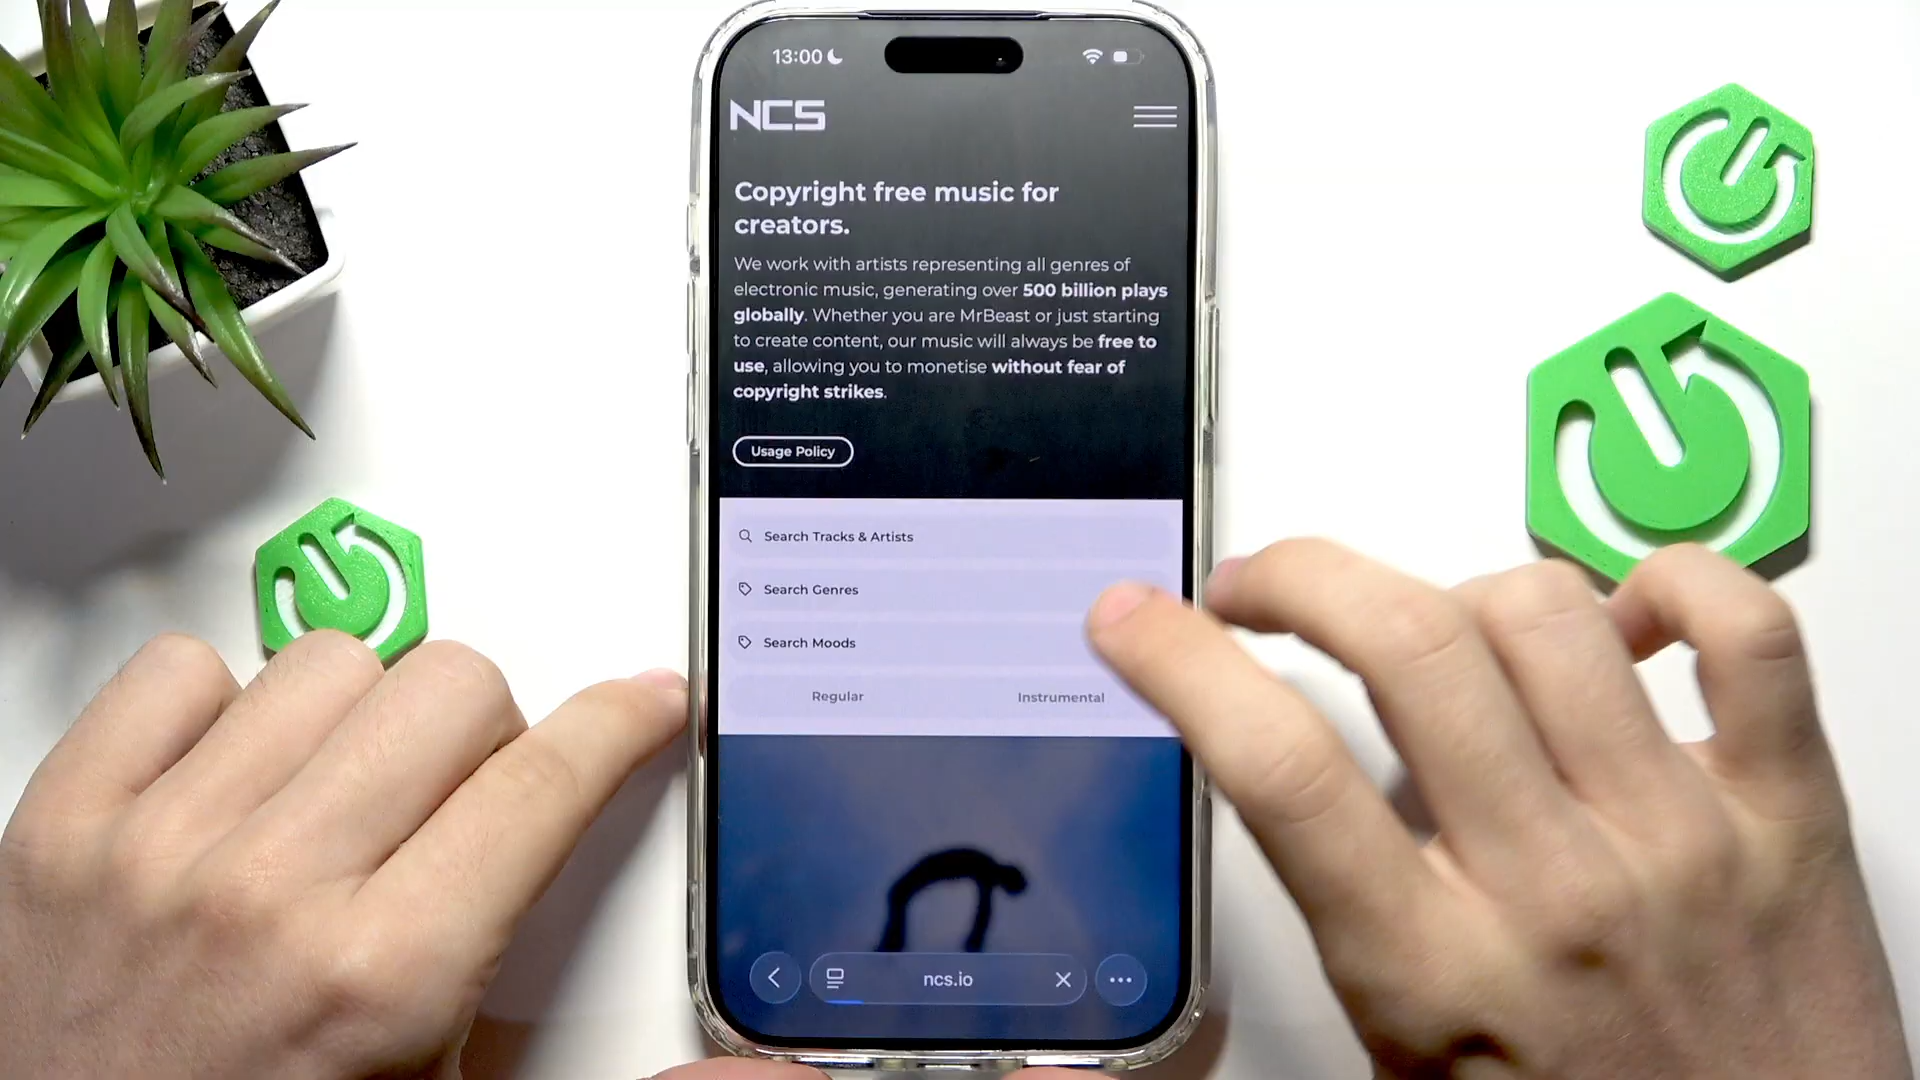 13:00
NCS
Copyright free music for
creators.
We work with artists representing all genres of
electronic music, generating over 500 billion plays
globally. Whether you are MrBeast or just starting
to create content, our music will always be free to
use, allowing you to monetise without fear of
copyright strikes.
Usage Policy
Search Tracks & Artists
Search Genres
Search Moods
Regular Instrumental
ncs.io